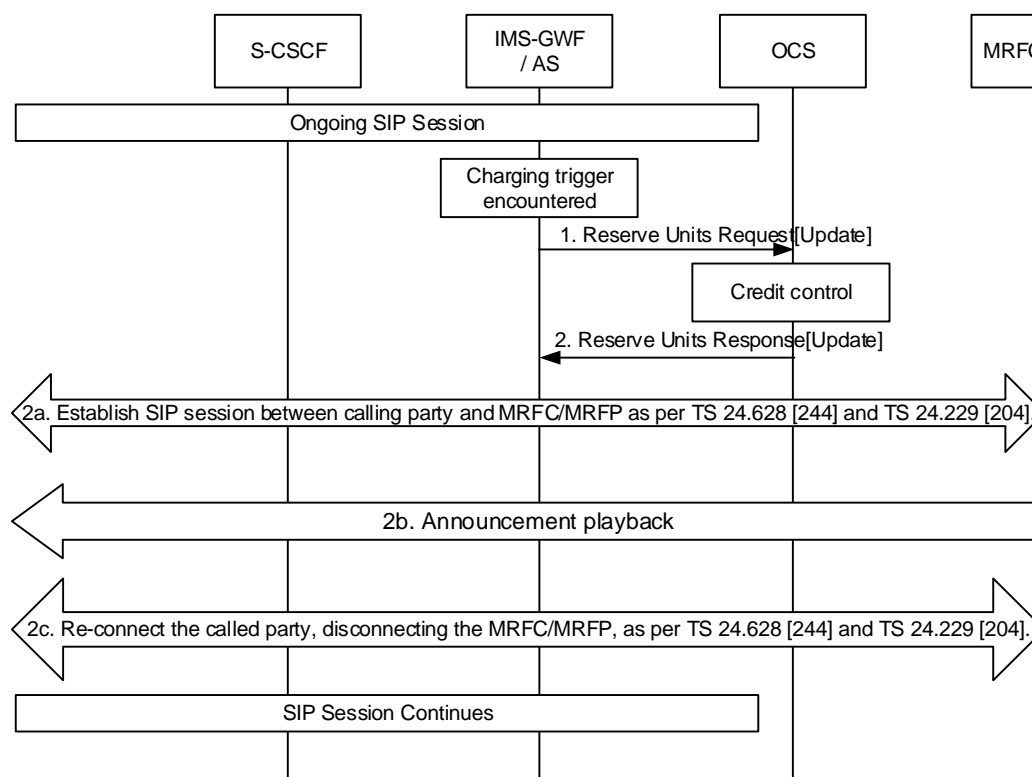 S-CSCF
IMS-GWF
/ AS
OCS
MRFC
Ongoing SIP Session
Charging trigger
encountered
1. Reserve Units Request[Update]
Credit control
2. Reserve Units Response[Update]
2a. Establish SIP session between calling party and MRFC/MRFP as per TS 24.628 [244] and TS 24.229 [204].
2b. Announcement playback
2c. Re-connect the called party, disconnecting the MRFC/MRFP, as per TS 24.628 [244] and TS 24.229 [204].
SIP Session Continues